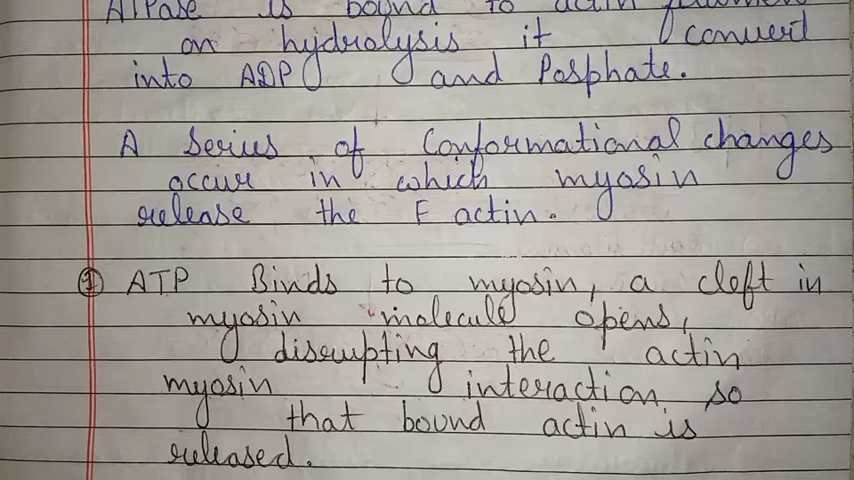 ATPase is bound to actin filament
on hydrolysis it convert
into ADP and Posphate.
A Series of Conformational changes
occur in which myosin
release the F actin.
① ATP Binds to myosin, a cleft in
myosin molecule opens,
disrupting the actin
myosin interaction so
that bound actin is
released.